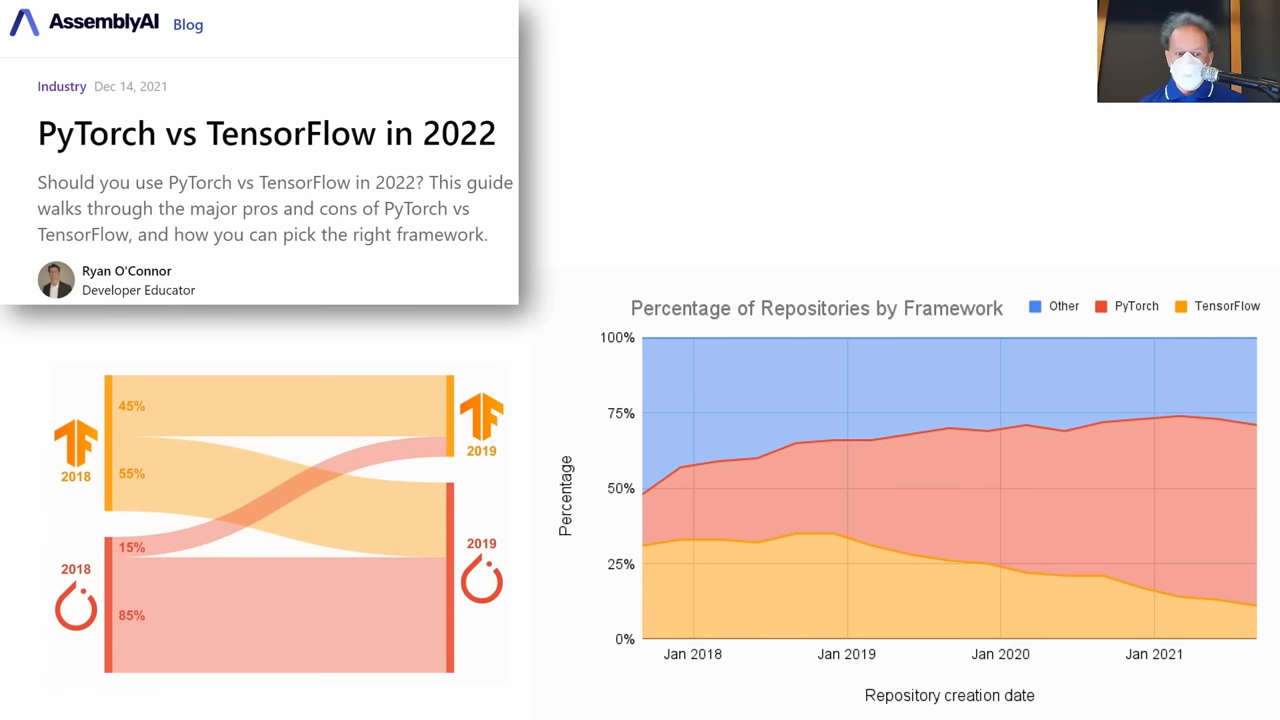 AssemblyAI Blog
Industry Dec 14, 2021
PyTorch vs TensorFlow in 2022
Should you use PyTorch vs TensorFlow in 2022? This guide
walks through the major pros and cons of PyTorch vs
TensorFlow, and how you can pick the right framework.
Ryan O'Connor
Developer Educator
45%
2018
55%
2019
15%
2018
85%
2019
Percentage of Repositories by Framework
Other PyTorch TensorFlow
100%
75%
50%
25%
0%
Percentage
Jan 2018 Jan 2019 Jan 2020 Jan 2021
Repository creation date